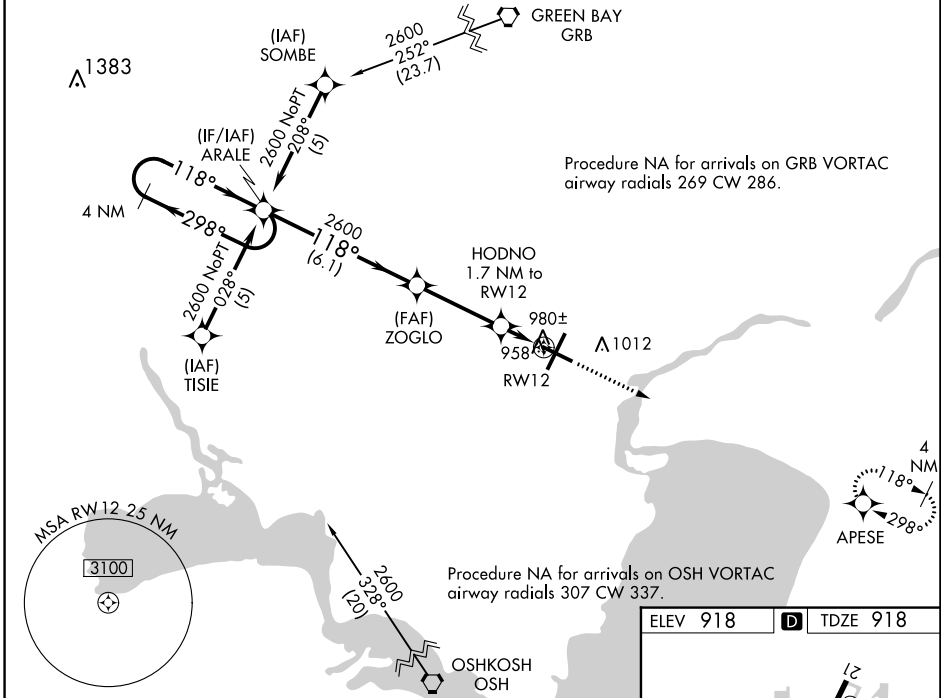 GREEN BAY
GRB
2600
252°
(23.7)
(IAF)
SOMBE
1383
2600 NoPT
208°
(5)
(IF/IAF)
ARALE
118°
4 NM
298°
2600 NoPT
028°
(5)
(IAF)
TISIE
2600
118°
(6.1)
Procedure NA for arrivals on GRB VORTAC
airway radials 269 CW 286.
HODNO
1.7 NM to
RW12
(FAF)
ZOGLO
980±
958
RW12
1012
4
NM
118°
298°
APESE
MSA RW12 25 NM
3100
2600
328°
(20)
Procedure NA for arrivals on OSH VORTAC
airway radials 307 CW 337.
OSHKOSH
OSH
ELEV 918 D TDZE 918
21